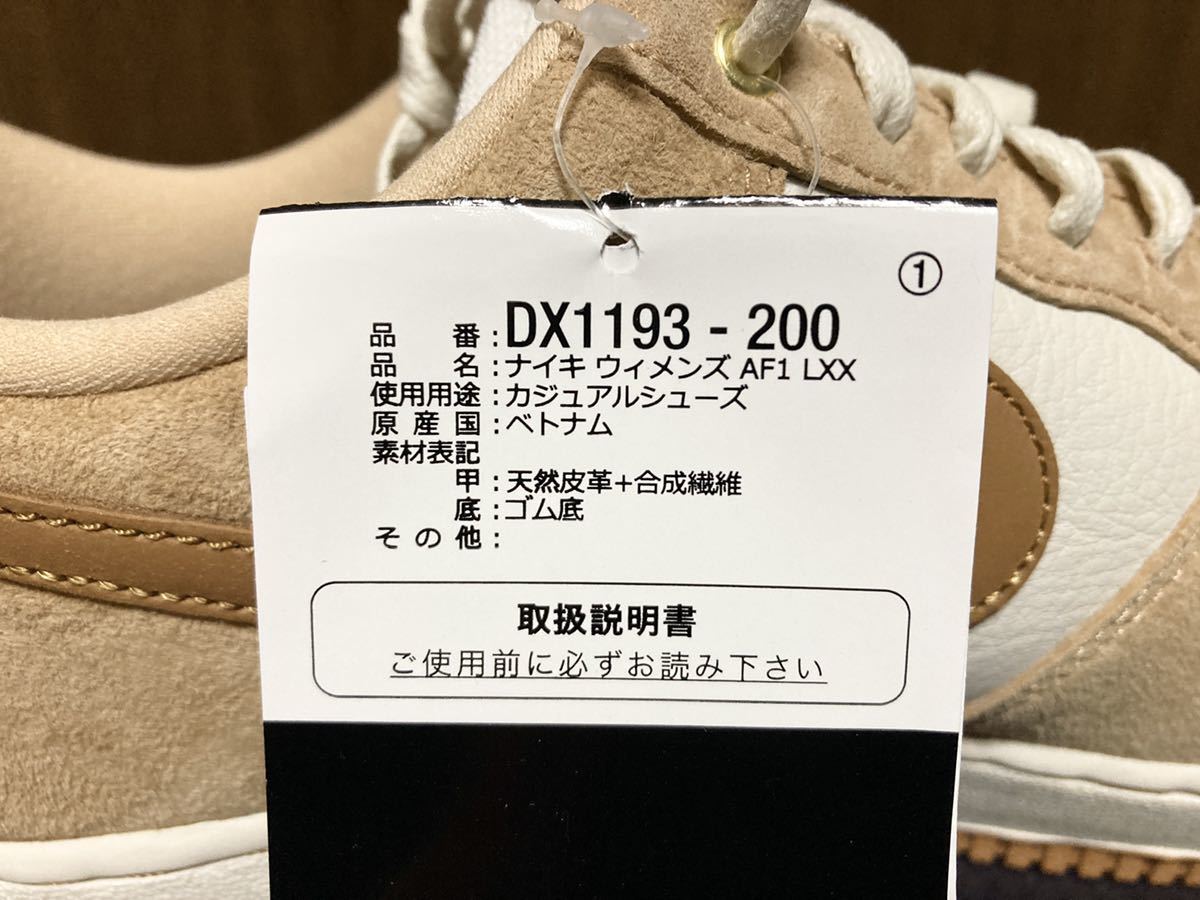 ①
品番:DX1193 - 200
品名:ナイキ ウィメンズ AF1 LXX
使用用途:カジュアルシューズ
原産国:ベトナム
素材表記
甲:天然皮革+合成繊維
底:ゴム底
その他:
取扱説明書
ご使用前に必ずお読み下さい